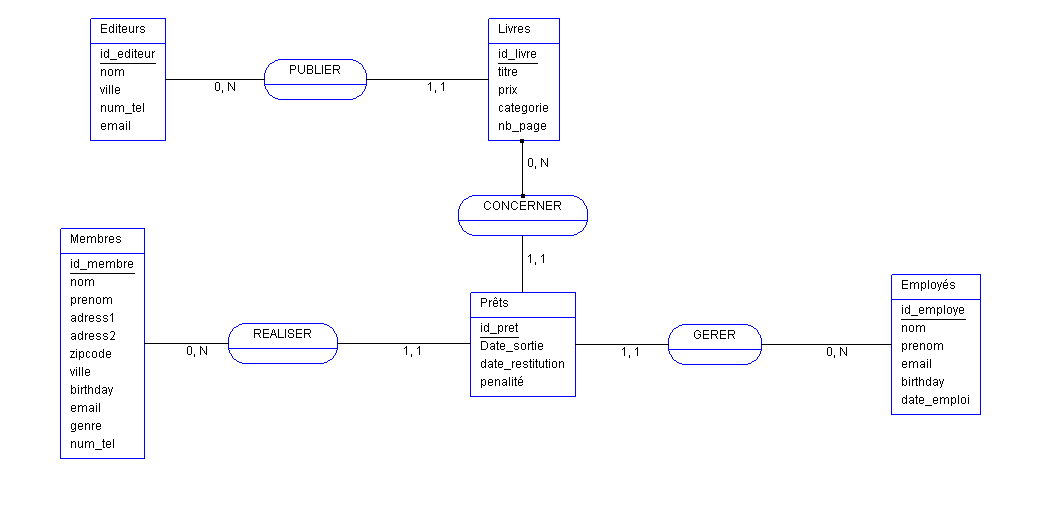 Editeurs
id_editeur
nom
ville
num_tel
email
0, N
PUBLIER
1, 1
Livres
id_livre
titre
prix
categorie
nb_page
0, N
CONCERNER
1, 1
Membres
id_membre
nom
prenom
adress1
adress2
zipcode
ville
birthday
email
genre
num_tel
0, N
REALISER
1, 1
Prêts
id_pret
Date_sortie
date_restitution
penalité
1, 1
GERER
0, N
Employés
id_employe
nom
prenom
email
birthday
date_emploi